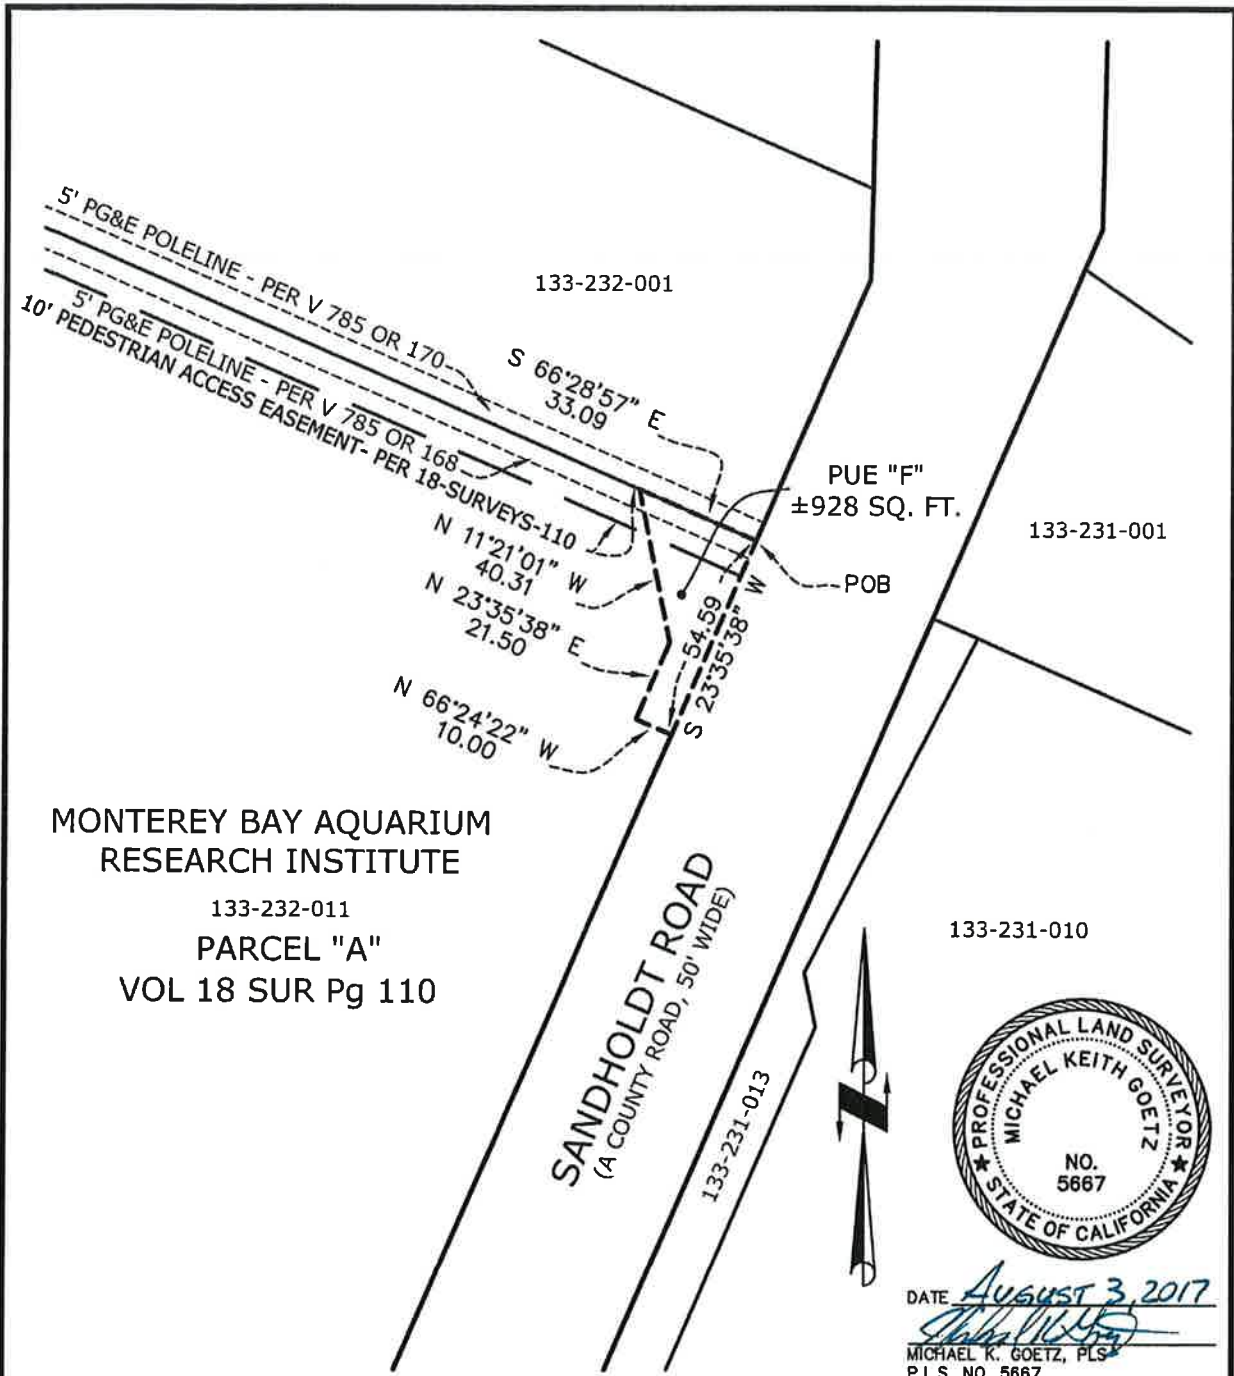 5' PG&E POLELINE - PER V 785 OR 170
5' PG&E POLELINE - PER V 785 OR 168
10' PEDESTRIAN ACCESS EASEMENT- PER 18-SURVEYS-110
133-232-001
S 66°28'57" E
33.09
PUE "F"
±928 SQ. FT.
133-231-001
N 11°21'01" W
40.31
POB
N 23°35'38" E
21.50
54.59
S 23°35'38" W
N 66°24'22" W
10.00
MONTEREY BAY AQUARIUM
RESEARCH INSTITUTE
133-232-011
PARCEL "A"
VOL 18 SUR Pg 110
SANDHOLDT ROAD
(A COUNTY ROAD, 50' WIDE)
133-231-013
133-231-010
PROFESSIONAL LAND SURVEYOR
MICHAEL KEITH GOETZ
NO.
5667
STATE OF CALIFORNIA
DATE AUGUST 3, 2017
MICHAEL K. GOETZ, PLS
P.L.S. NO. 5667